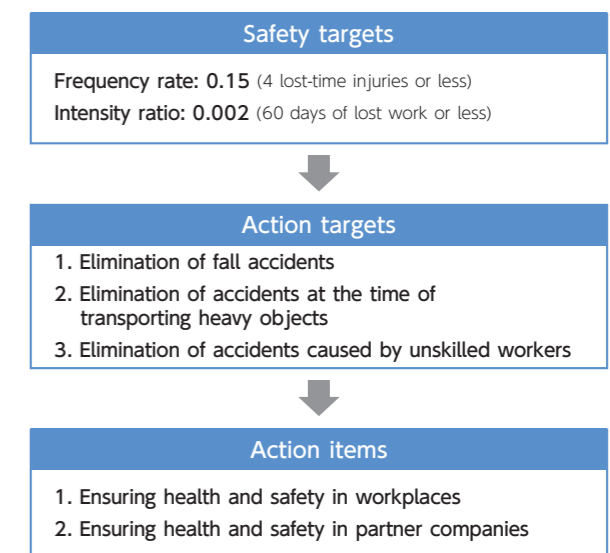 Safety targets
Frequency rate: 0.15 (4 lost-time injuries or less)
Intensity ratio: 0.002 (60 days of lost work or less)
Action targets
1. Elimination of fall accidents
2. Elimination of accidents at the time of
transporting heavy objects
3. Elimination of accidents caused by unskilled workers
Action items
1. Ensuring health and safety in workplaces
2. Ensuring health and safety in partner companies